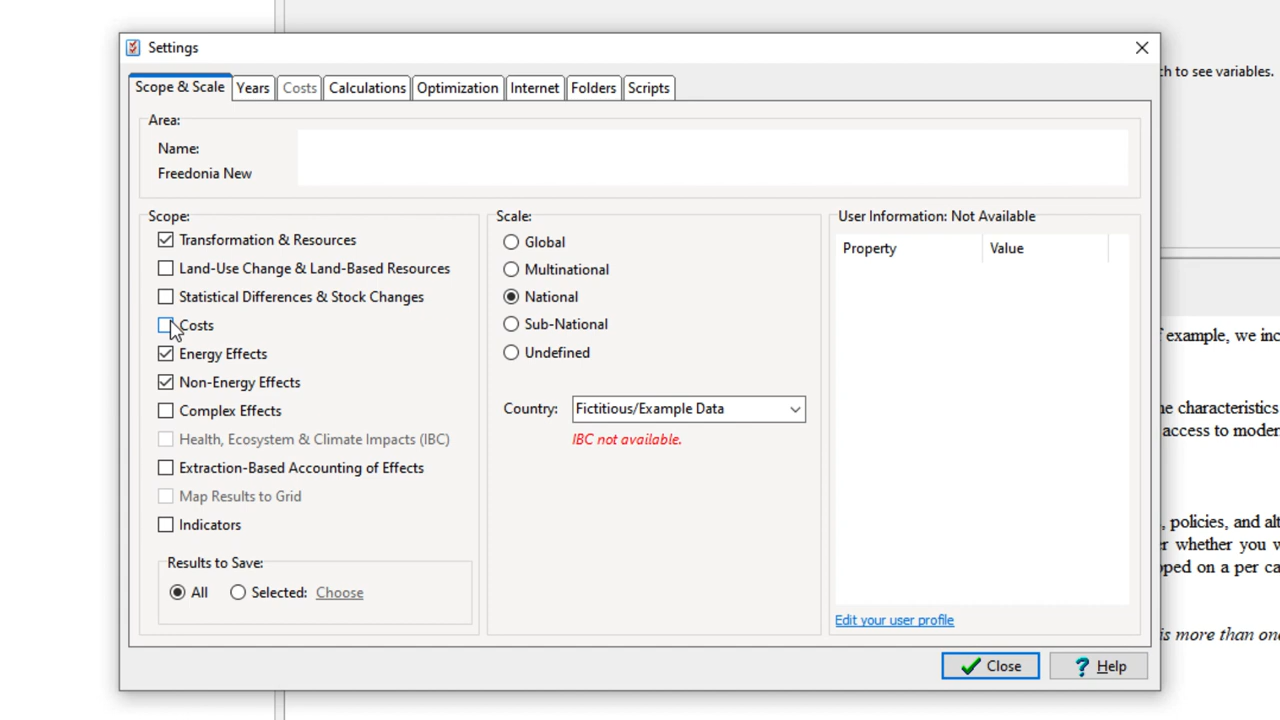 Settings
ch to see variables.
Scope & Scale Years Costs Calculations Optimization Internet Folders Scripts
Area:
Name:
Freedonia New
Scope:
Transformation & Resources
Land-Use Change & Land-Based Resources
Statistical Differences & Stock Changes
Costs
Energy Effects
Non-Energy Effects
Complex Effects
Health, Ecosystem & Climate Impacts (IBC)
Extraction-Based Accounting of Effects
Map Results to Grid
Indicators
Results to Save:
All Selected: Choose
Scale:
Global
Multinational
National
Sub-National
Undefined
Country: Fictitious/Example Data
IBC not available.
User Information: Not Available
Property Value
Edit your user profile
Close Help
f example, we inc
he characteristics
access to moder
, policies, and alt
er whether you w
pped on a per ca
is more than one